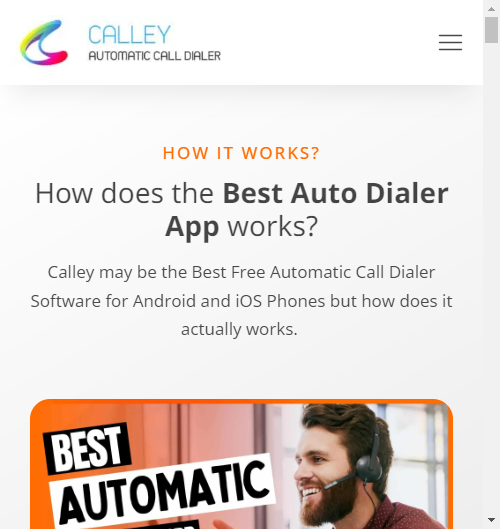 CALLEY
AUTOMATIC CALL DIALER
HOW IT WORKS?
How does the Best Auto Dialer
App works?
Calley may be the Best Free Automatic Call Dialer
Software for Android and iOS Phones but how does it
actually works.
BEST
AUTOMATIC